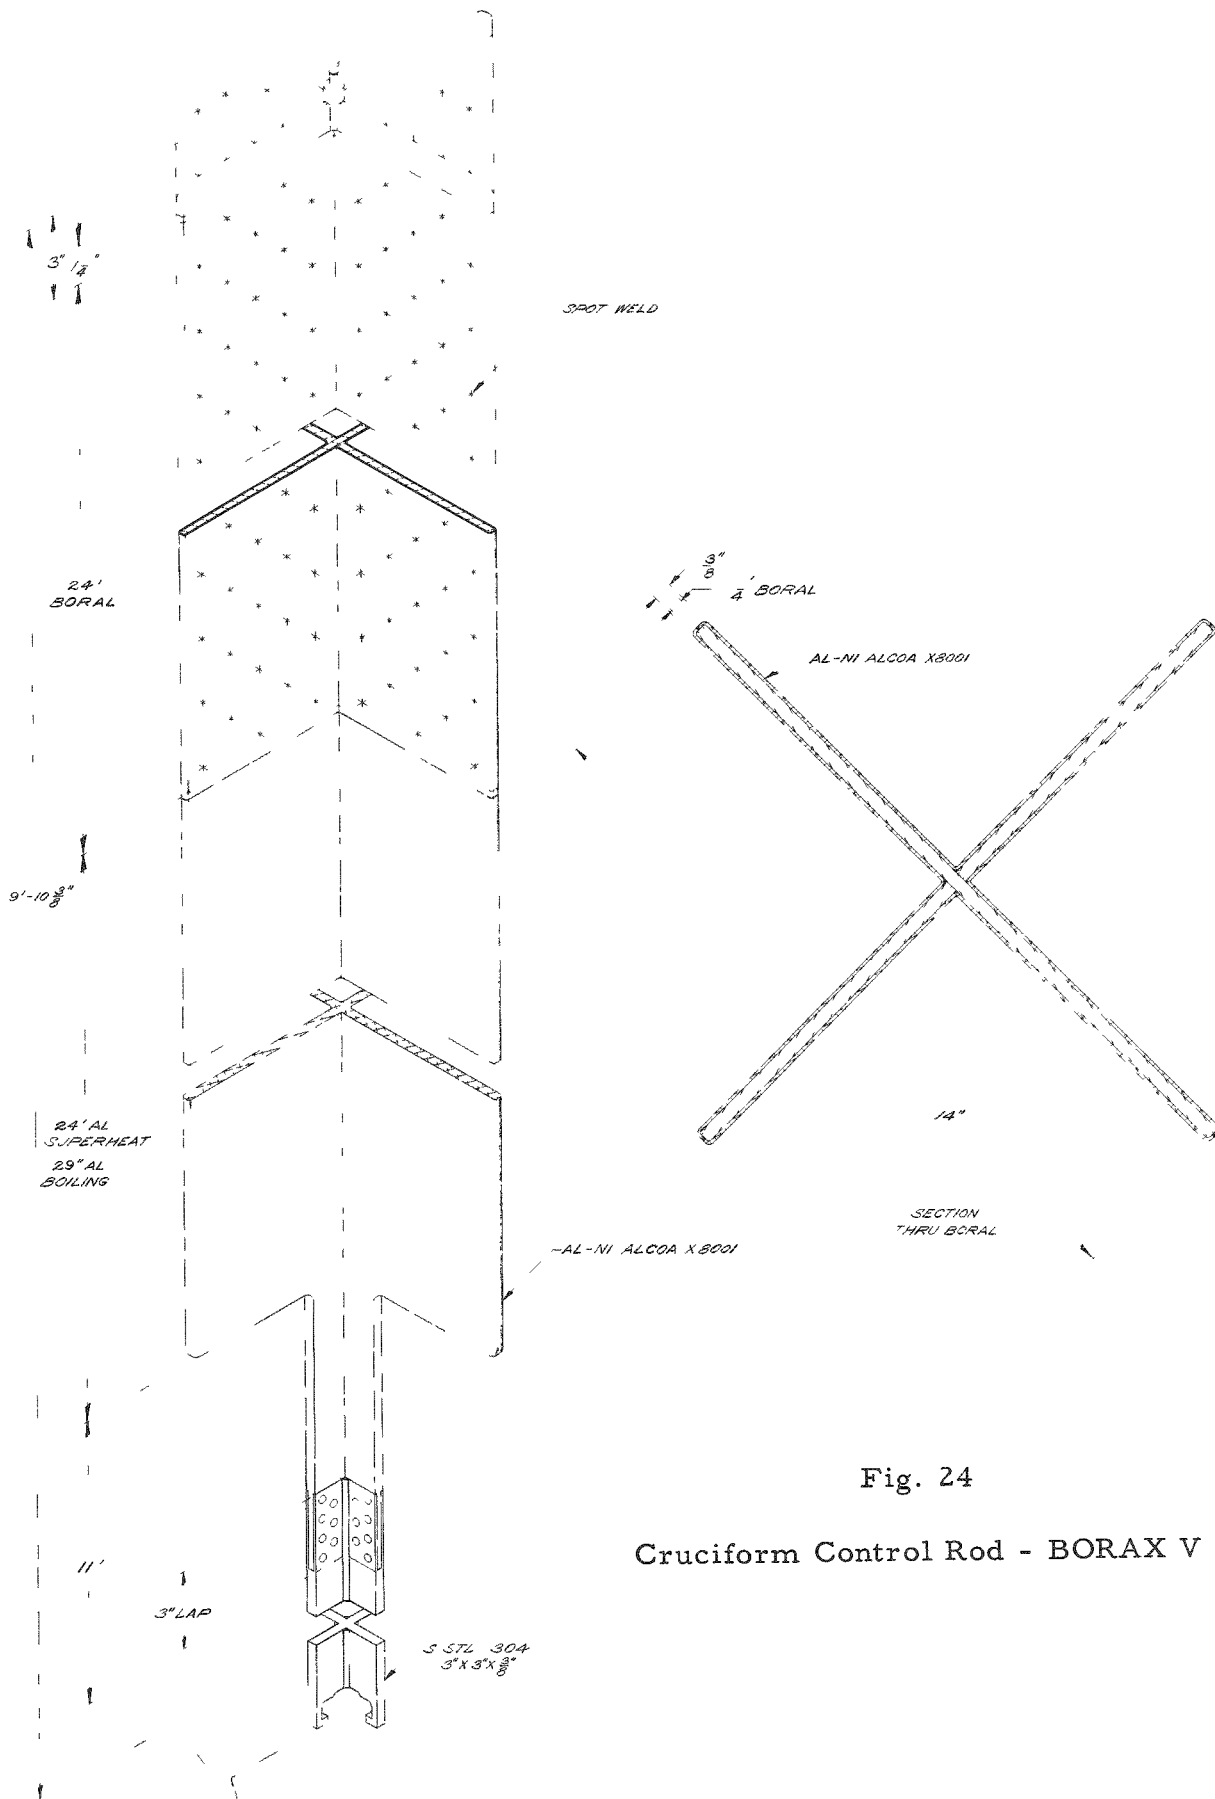 3" 1/4"
SPOT WELD
24'
BORAL
3/8"
1/4' BORAL
AL-NI ALCOA X8001
9'-10 3/8"
24' AL
SUPERHEAT
29" AL
BOILING
14"
SECTION
THRU BORAL
AL-NI ALCOA X8001
Fig. 24
Cruciform Control Rod - BORAX V
11'
3" LAP
S STL 304
3" X 3" X 3/8"